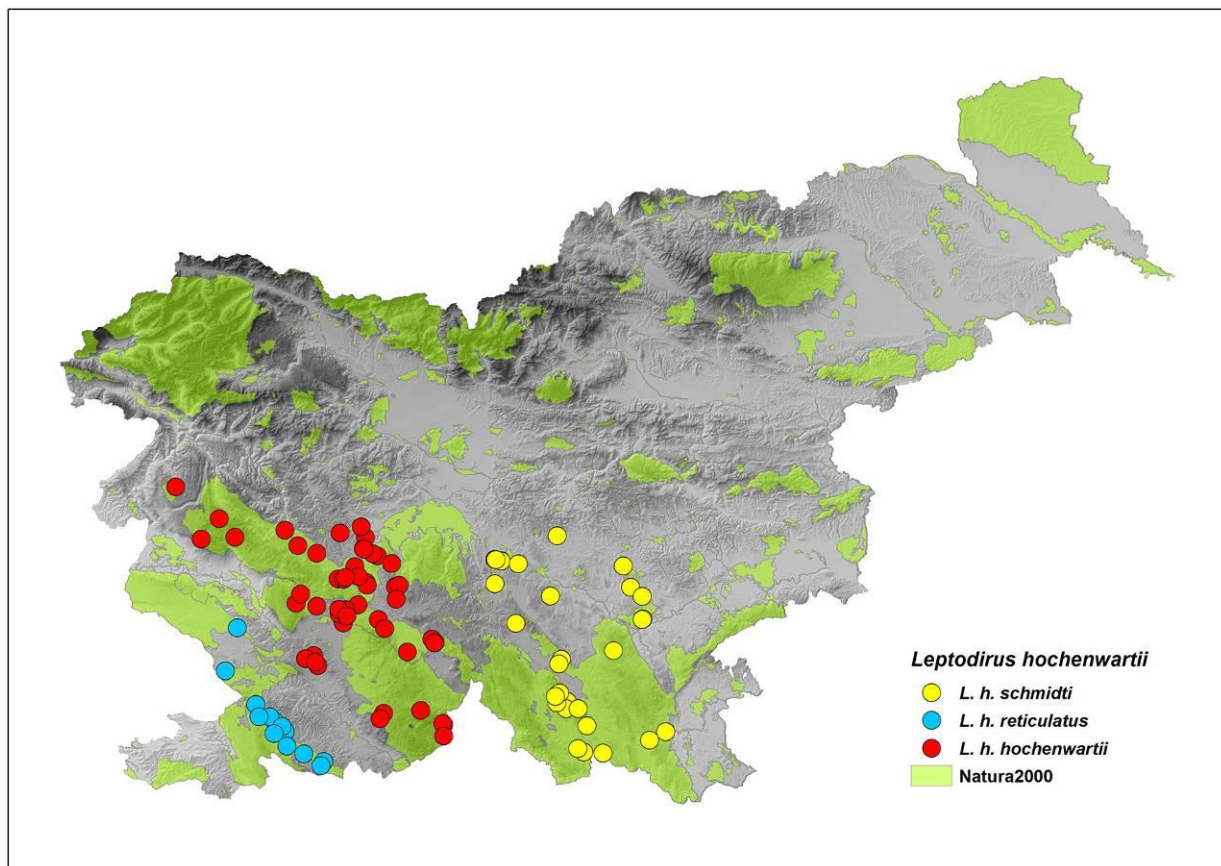 Leptodirus hochenwartii
L. h. schmidti
L. h. reticulatus
L. h. hochenwartii
Natura2000